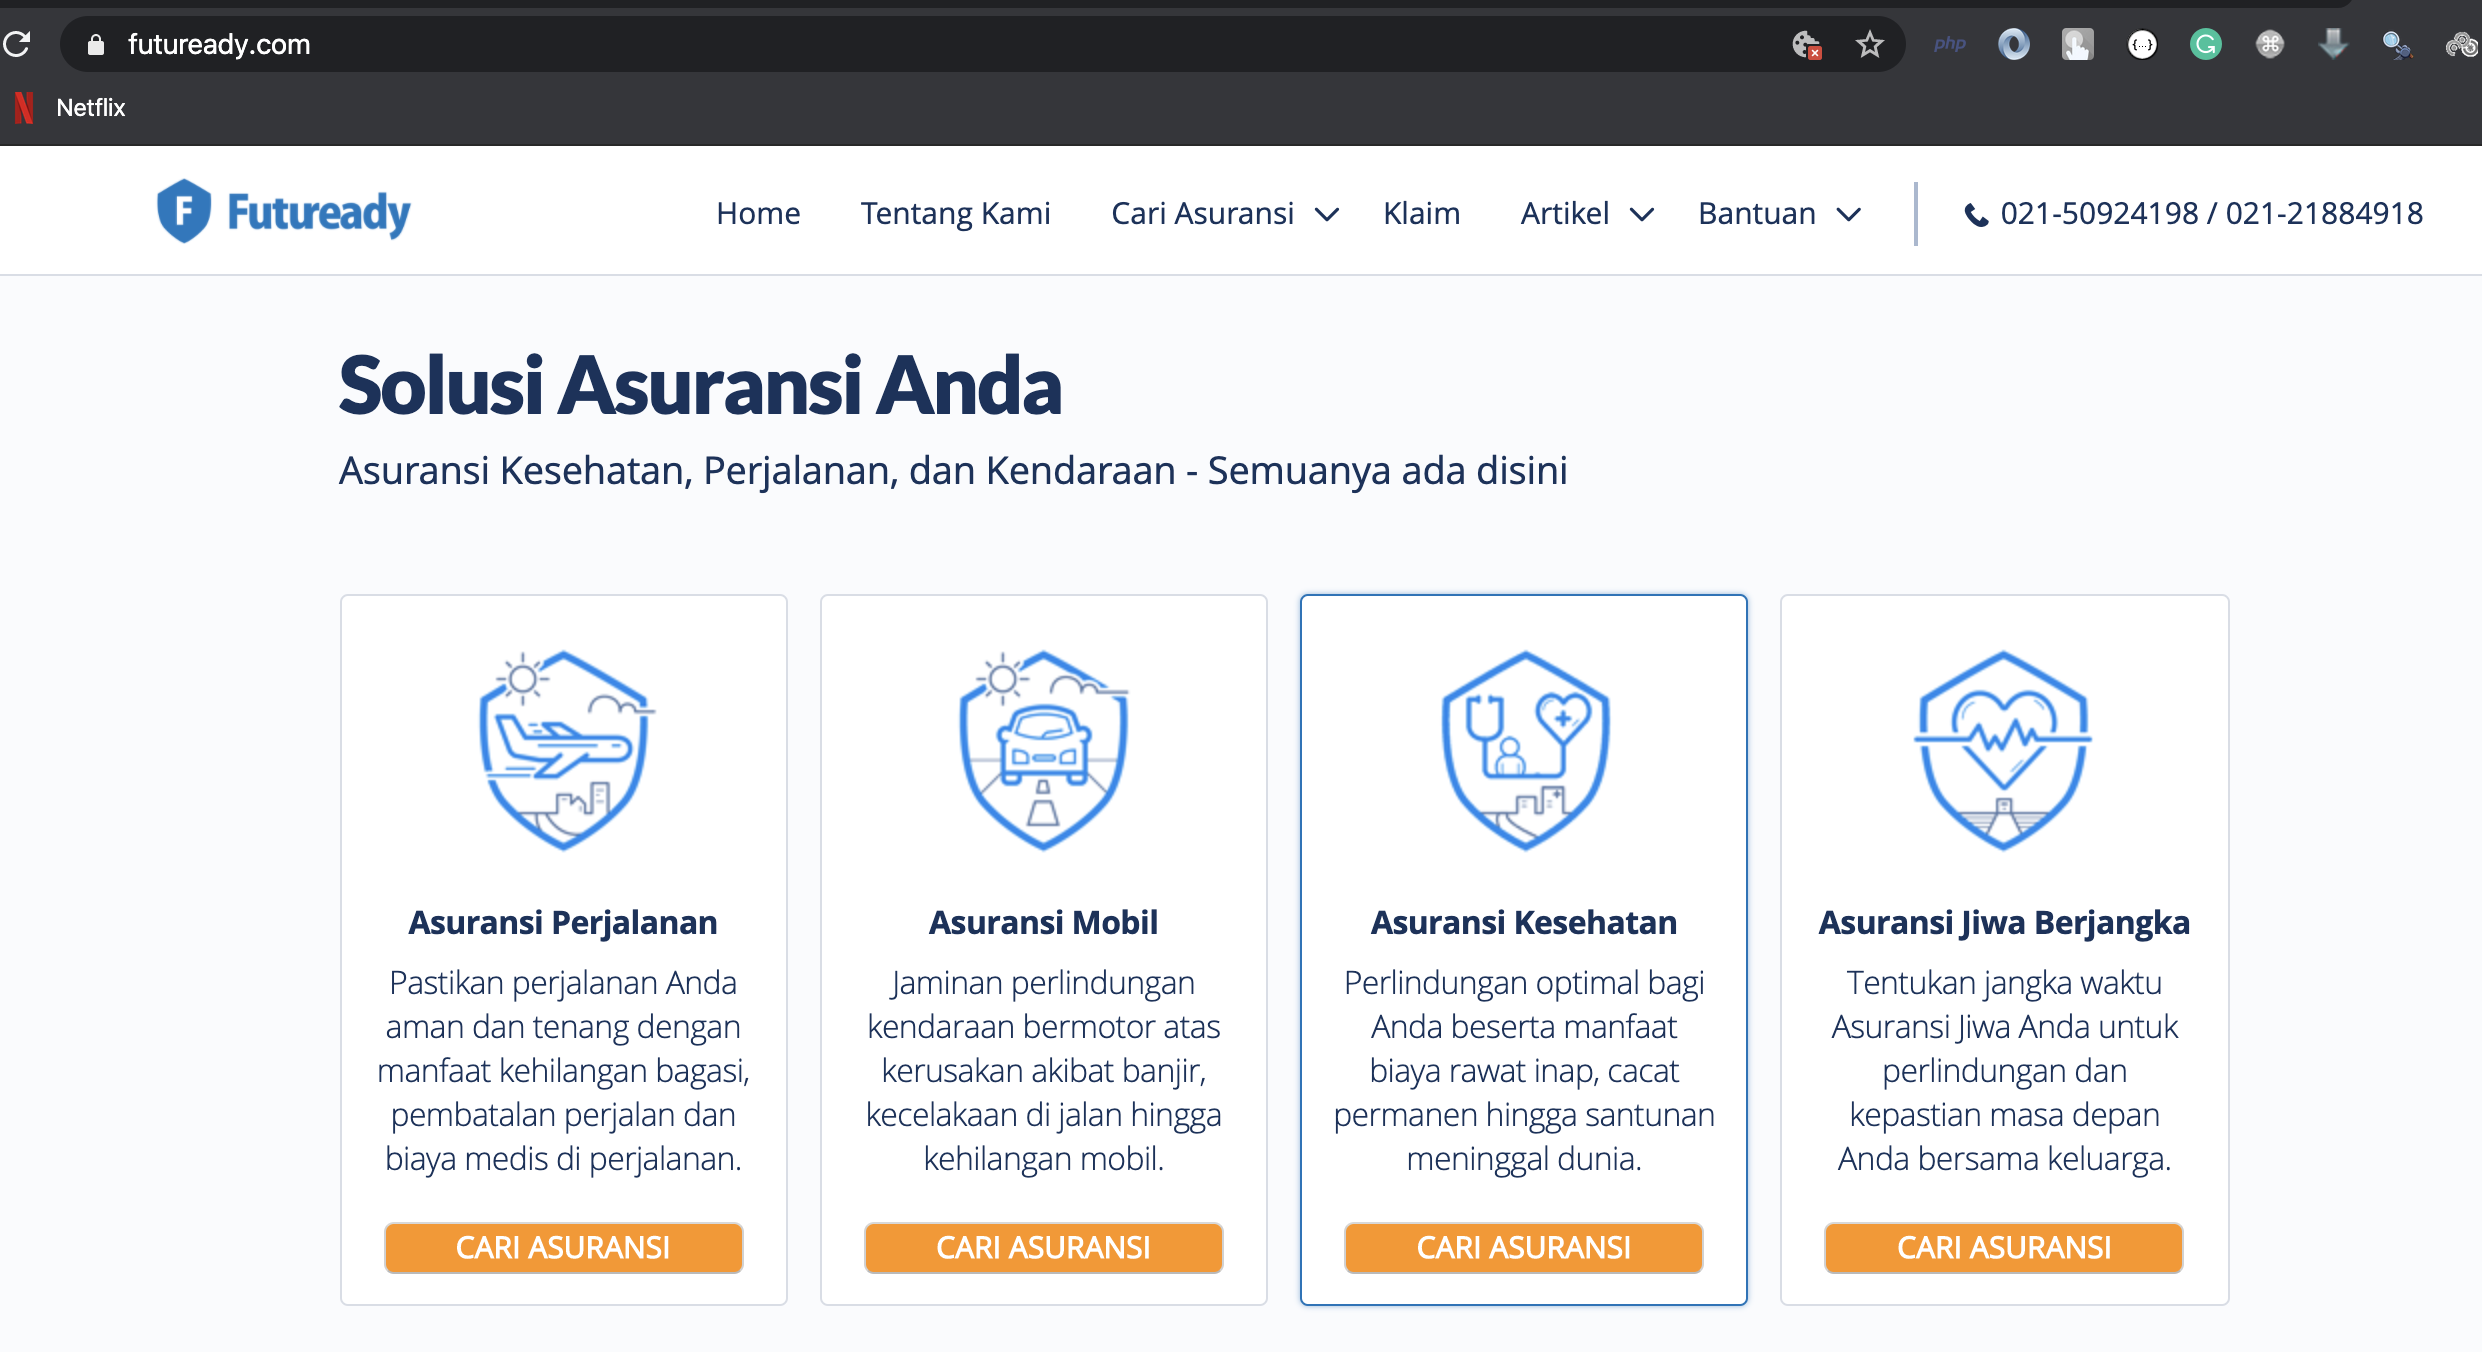 futuready.com
php
Netflix
Futuready
Home
Tentang Kami
Cari Asuransi
Klaim
Artikel
Bantuan
021-50924198 / 021-21884918
Solusi Asuransi Anda
Asuransi Kesehatan, Perjalanan, dan Kendaraan - Semuanya ada disini
Asuransi Perjalanan
Pastikan perjalanan Anda
aman dan tenang dengan
manfaat kehilangan bagasi,
pembatalan perjalan dan
biaya medis di perjalanan.
CARI ASURANSI
Asuransi Mobil
Jaminan perlindungan
kendaraan bermotor atas
kerusakan akibat banjir,
kecelakaan di jalan hingga
kehilangan mobil.
CARI ASURANSI
Asuransi Kesehatan
Perlindungan optimal bagi
Anda beserta manfaat
biaya rawat inap, cacat
permanen hingga santunan
meninggal dunia.
CARI ASURANSI
Asuransi Jiwa Berjangka
Tentukan jangka waktu
Asuransi Jiwa Anda untuk
perlindungan dan
kepastian masa depan
Anda bersama keluarga.
CARI ASURANSI